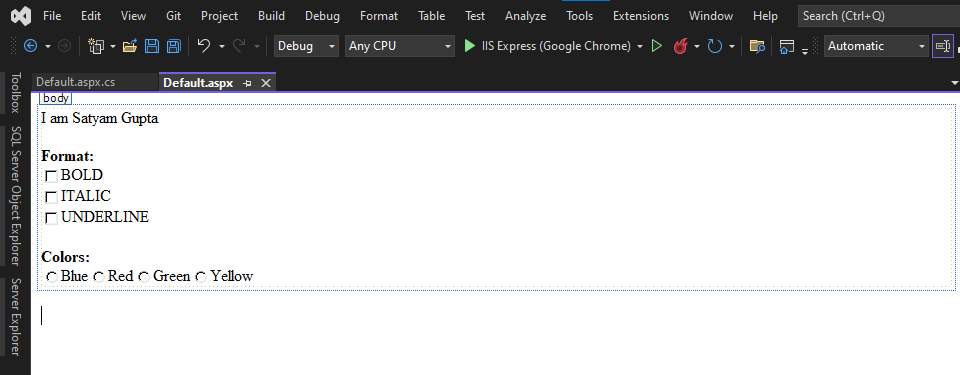 File Edit View Git Project Build Debug Format Table Test Analyze Tools Extensions Window Help Search (Ctrl+Q)
Debug Any CPU IIS Express (Google Chrome) Automatic
Toolbox
SQL Server Object Explorer
Server Explorer
Default.aspx.cs Default.aspx
body
I am Satyam Gupta
Format:
BOLD
ITALIC
UNDERLINE
Colors:
Blue Red Green Yellow